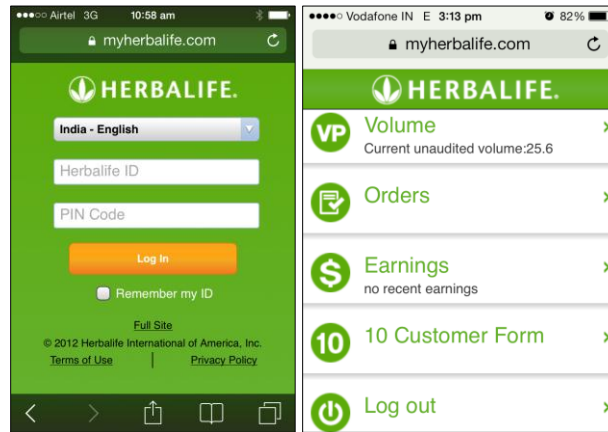 Airtel 3G 10:58 am
myherbalife.com
HERBALIFE.
India - English
Herbalife ID
PIN Code
Log In
Remember my ID
Full Site
© 2012 Herbalife International of America, Inc.
Terms of Use | Privacy Policy
Vodafone IN E 3:13 pm 82%
myherbalife.com
HERBALIFE.
VP Volume
Current unaudited volume:25.6
Orders
$ Earnings
no recent earnings
10 10 Customer Form
Log out